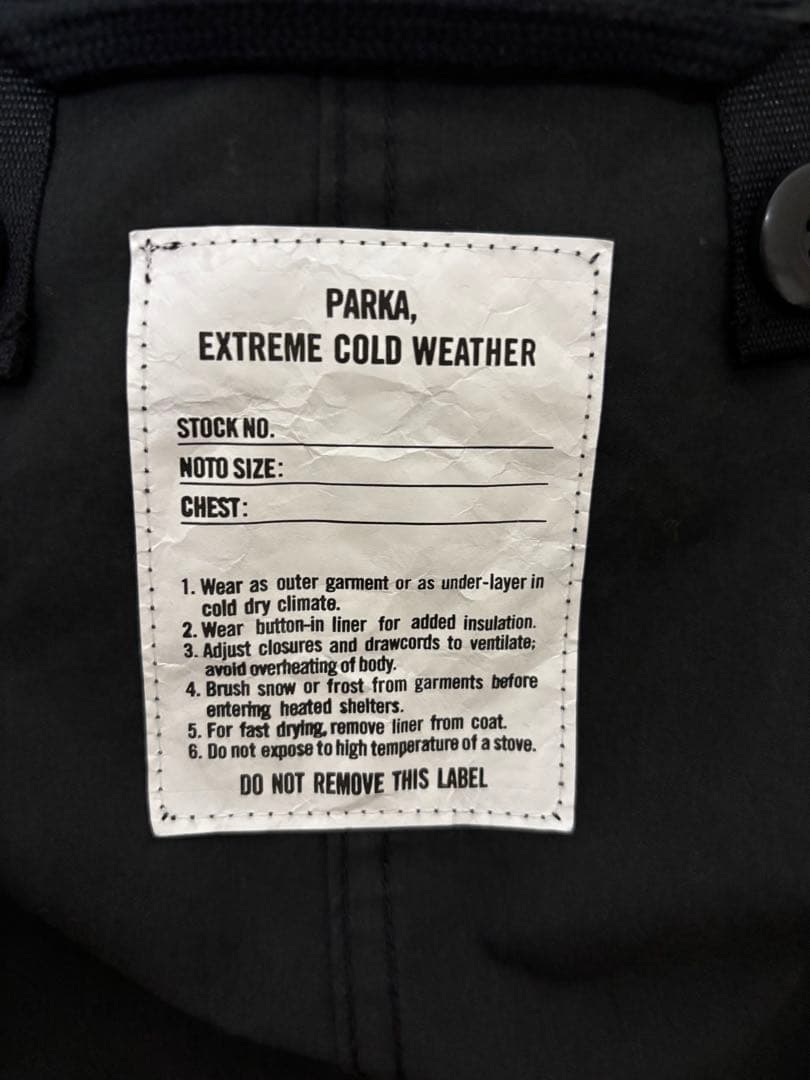 PARKA,
EXTREME COLD WEATHER
STOCK NO.
NOTO SIZE:
CHEST:
1. Wear as outer garment or as under-layer in
cold dry climate.
2. Wear button-in liner for added insulation.
3. Adjust closures and drawcords to ventilate;
avoid overheating of body.
4. Brush snow or frost from garments before
entering heated shelters.
5. For fast drying, remove liner from coat.
6. Do not expose to high temperature of a stove.
DO NOT REMOVE THIS LABEL